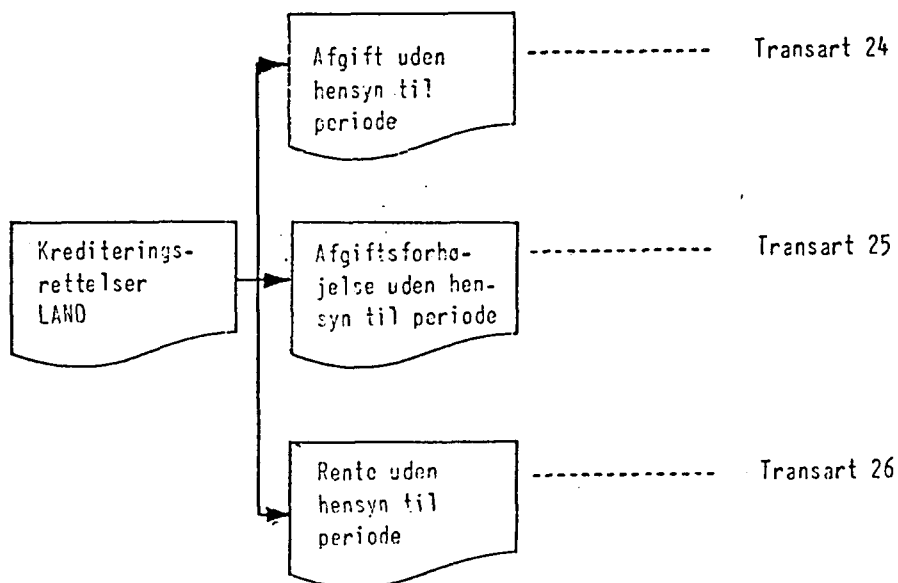 Afgift uden
hensyn til
periode
Transart 24
Krediterings-
rettelser
LAND
Afgiftsforhø-
jelse uden hen-
syn til periode
Transart 25
Rente uden
hensyn til
periode
Transart 26